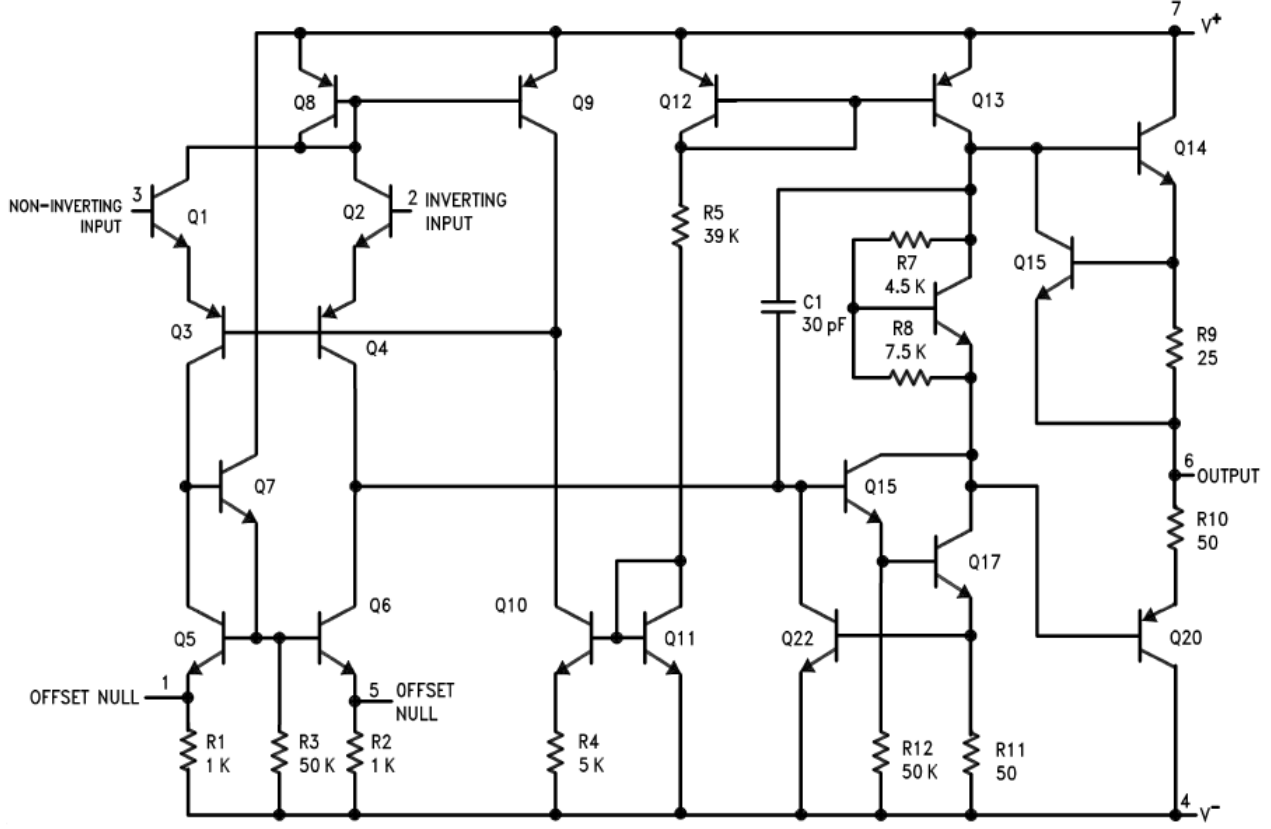 7
V+
Q8
Q9
Q12
Q13
Q14
3
NON-INVERTING
INPUT
Q1
Q2
2 INVERTING
INPUT
R5
39 K
Q15
R7
4.5 K
C1
30 pF
R8
7.5 K
R9
25
Q3
Q4
Q7
Q15
6
OUTPUT
R10
50
Q17
Q5
Q6
Q10
Q11
Q22
Q20
OFFSET NULL
1
5
OFFSET
NULL
R1
1 K
R3
50 K
R2
1 K
R4
5 K
R12
50 K
R11
50
4
V-